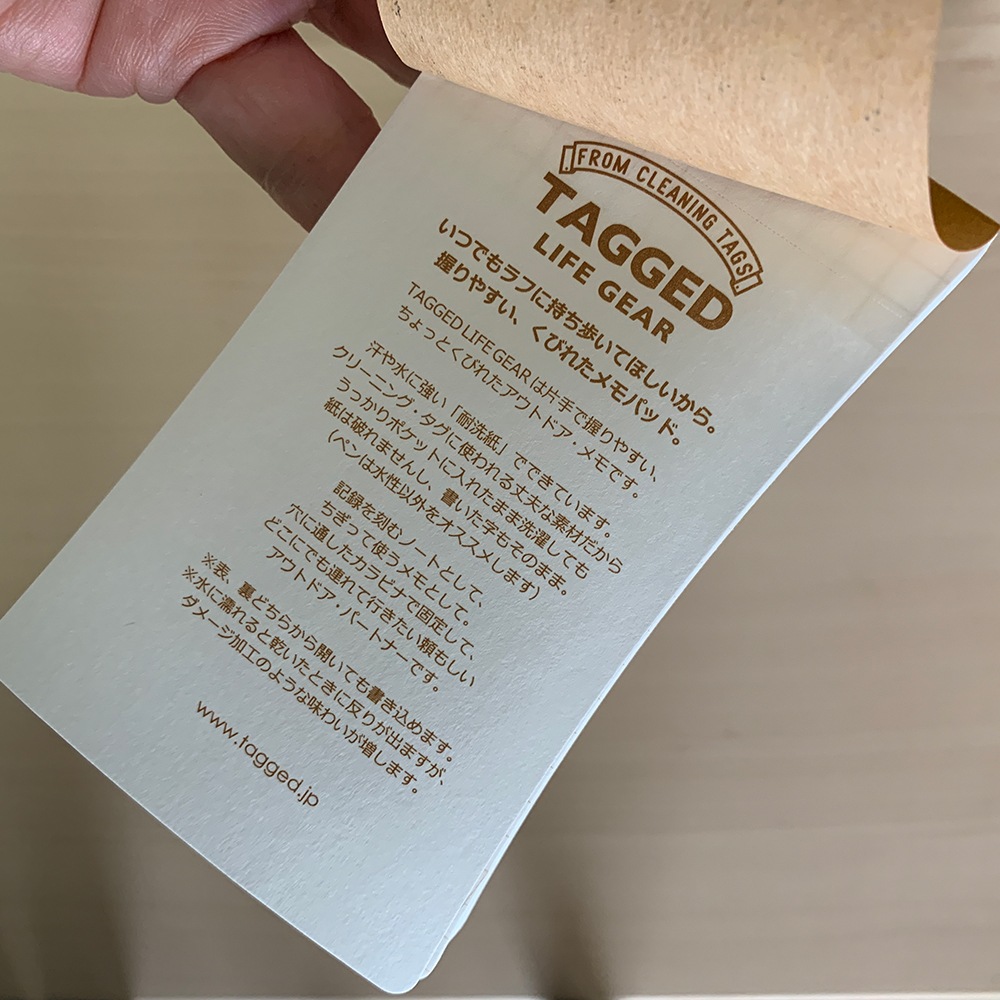 FROM CLEANING TAGS
TAGGED
LIFE GEAR
いつでもラフに持ち歩いてほしいから。
握りやすい、くびれたメモパッド。
TAGGED LIFE GEAR は片手で握りやすい、
ちょっとくびれたアウトドア・メモです。
汗や水に強い「耐洗紙」でできています。
クリーニング・タグに使われる丈夫な素材だから
うっかりポケットに入れたまま洗濯しても
紙は破れませんし、書いた字もそのまま。
(ペンは水性以外をオススメします)
記録を刻むノートとして、
ちぎって使うメモとして。
穴に通したカラビナで固定して、
どこにでも連れて行きたい頼もしい
アウトドア・パートナーです。
※表、裏どちらから開いても書き込めます。
※水に濡れると乾いたときに反りが出ますが、
ダメージ加工のような味わいが増します。
www.tagged.jp